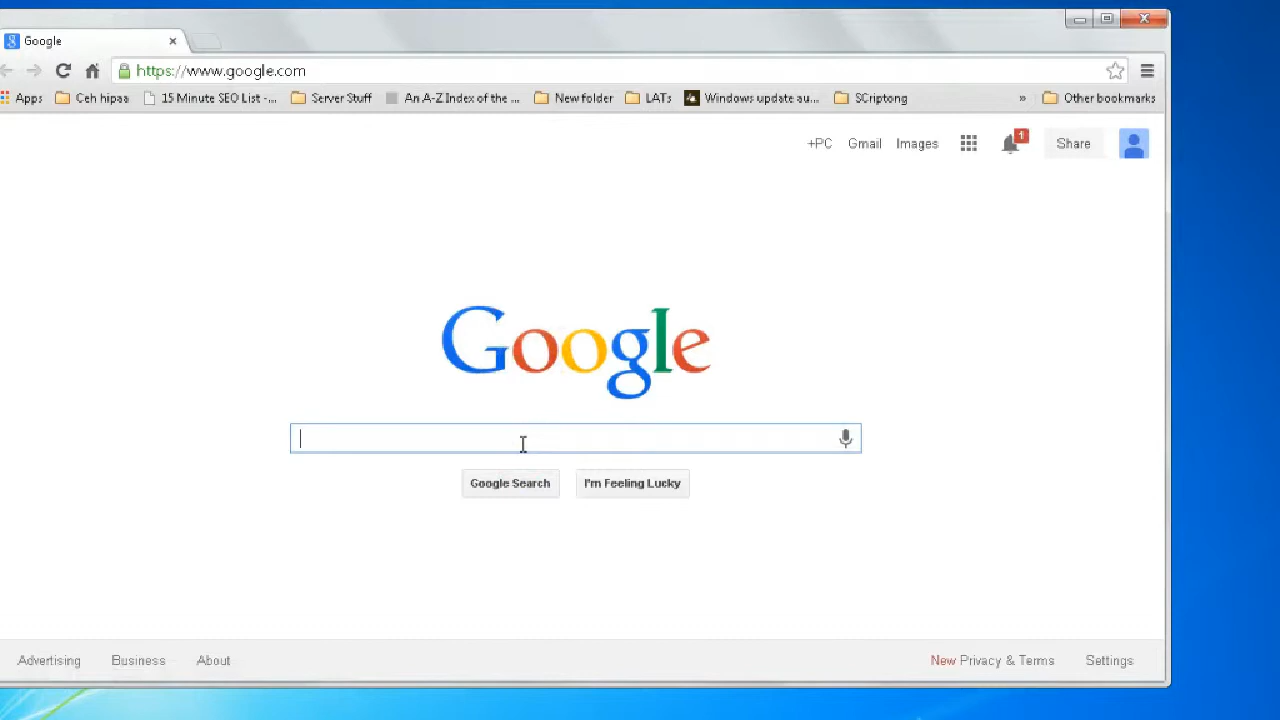 Google
https://www.google.com
Apps Ceh hipaa 15 Minute SEO List -... Server Stuff An A-Z Index of the ... New folder LATs Windows update au... SCriptong » Other bookmarks
+PC Gmail Images 1 Share
Google
Google Search I'm Feeling Lucky
Advertising Business About New Privacy & Terms Settings